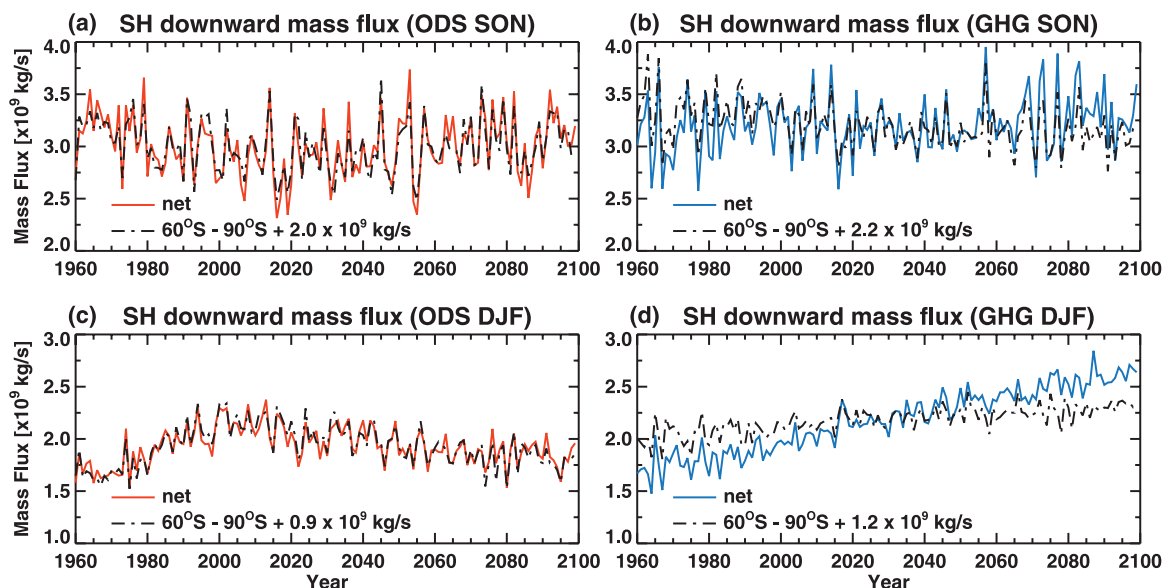 (a) SH downward mass flux (ODS SON)
Mass Flux [x10⁹ kg/s]
4.0
3.5
3.0
2.5
2.0
net
60°S - 90°S + 2.0 x 10⁹ kg/s
1960 1980 2000 2020 2040 2060 2080 2100
(b) SH downward mass flux (GHG SON)
4.0
3.5
3.0
2.5
2.0
net
60°S - 90°S + 2.2 x 10⁹ kg/s
1960 1980 2000 2020 2040 2060 2080 2100
(c) SH downward mass flux (ODS DJF)
Mass Flux [x10⁹ kg/s]
3.0
2.5
2.0
1.5
1.0
net
60°S - 90°S + 0.9 x 10⁹ kg/s
1960 1980 2000 2020 2040 2060 2080 2100
Year
(d) SH downward mass flux (GHG DJF)
3.0
2.5
2.0
1.5
1.0
net
60°S - 90°S + 1.2 x 10⁹ kg/s
1960 1980 2000 2020 2040 2060 2080 2100
Year